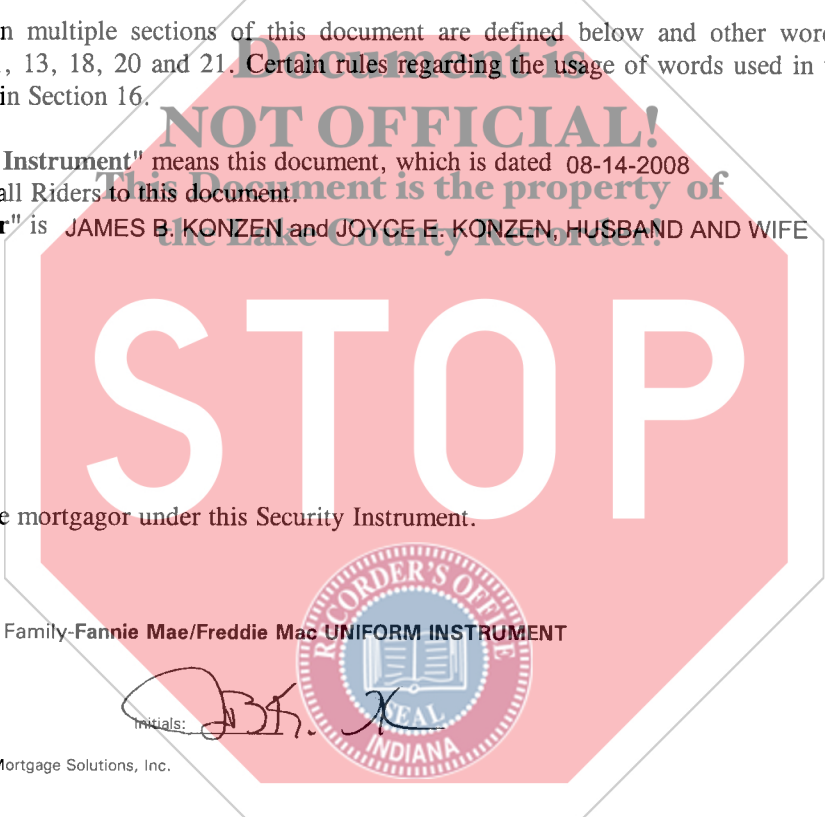 n multiple sections of this document are defined below and other wor
, 13, 18, 20 and 21. Certain rules regarding the usage of words used in
in Section 16.
Document is
NOT OFFICIAL!
This Document is the property of
the Lake County Recorder!
Instrument" means this document, which is dated 08-14-2008
all Riders to this document.
r" is JAMES B. KONZEN and JOYCE E. KONZEN, HUSBAND AND WIFE
STOP
e mortgagor under this Security Instrument.
RECORDER'S OFFICE
SEAL
INDIANA
Family-Fannie Mae/Freddie Mac UNIFORM INSTRUMENT
Initials: JBK.
Mortgage Solutions, Inc.